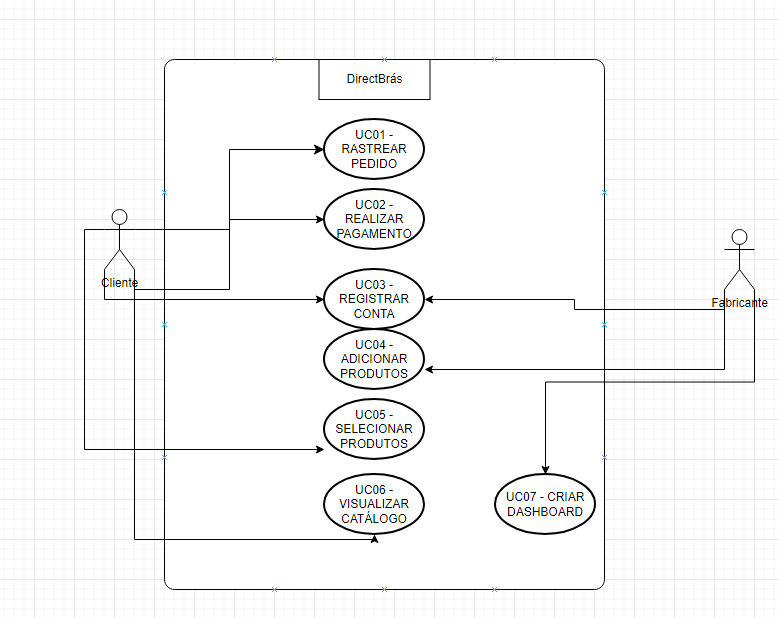 DirectBrás
UC01 -
RASTREAR
PEDIDO
UC02 -
REALIZAR
PAGAMENTO
Cliente
UC03 -
REGISTRAR
CONTA
Fabricante
UC04 -
ADICIONAR
PRODUTOS
UC05 -
SELECIONAR
PRODUTOS
UC06 -
VISUALIZAR
CATÁLOGO
UC07 - CRIAR
DASHBOARD